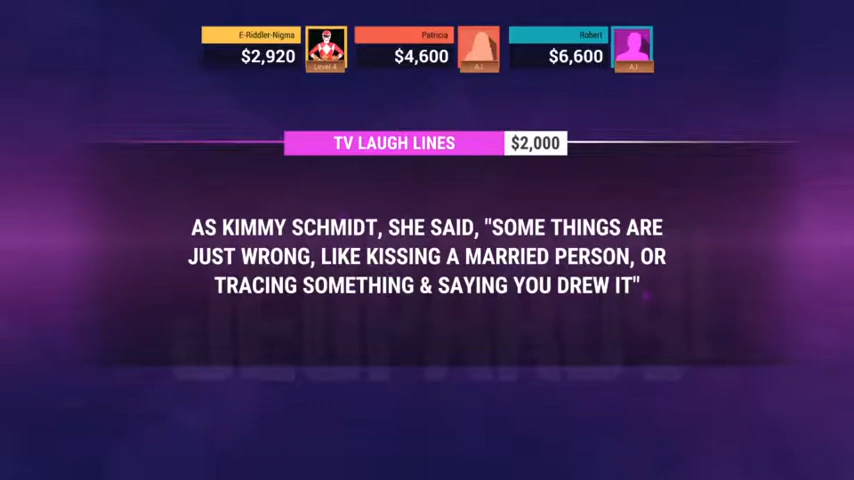 E-Riddler-Nigma
$2,920
Level 4
Patricia
$4,600
A.I.
Robert
$6,600
A.I.
TV LAUGH LINES
$2,000
AS KIMMY SCHMIDT, SHE SAID, "SOME THINGS ARE
JUST WRONG, LIKE KISSING A MARRIED PERSON, OR
TRACING SOMETHING & SAYING YOU DREW IT"
JEOPARDY!